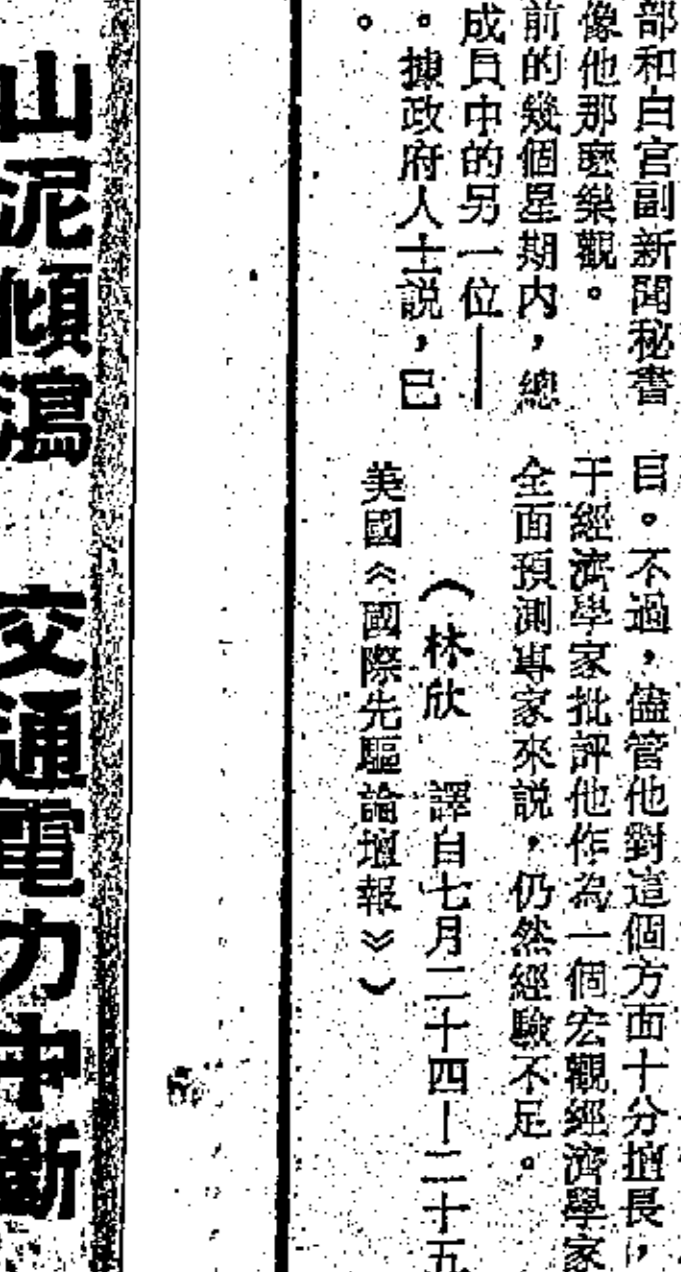 部和白宮副新聞秘書
像他那麽樂觀。
前的幾個星期内，總
成員中的另一位——
。據政府人士説，已
。
目。不過，儘管他對這個方面十分擅長，
干經濟學家批評他作為一個宏觀經濟學家
全面預測專家來説，仍然經驗不足。
（林欣　譯自七月二十四—二十五
美國《國際先驅論壇報》）
山泥傾瀉　交通電力中斷